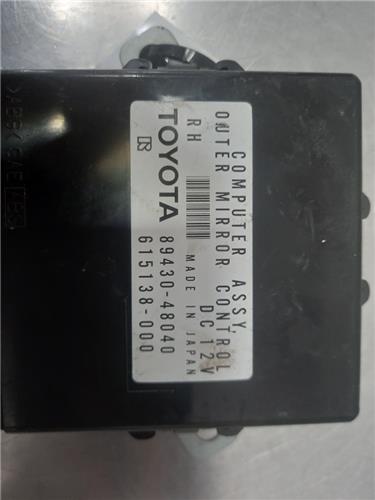 COMPUTER ASSY,
OUTER MIRROR CONTROL
RH DC12V
MADE IN JAPAN
TOYOTA 89430-48040
615138-000